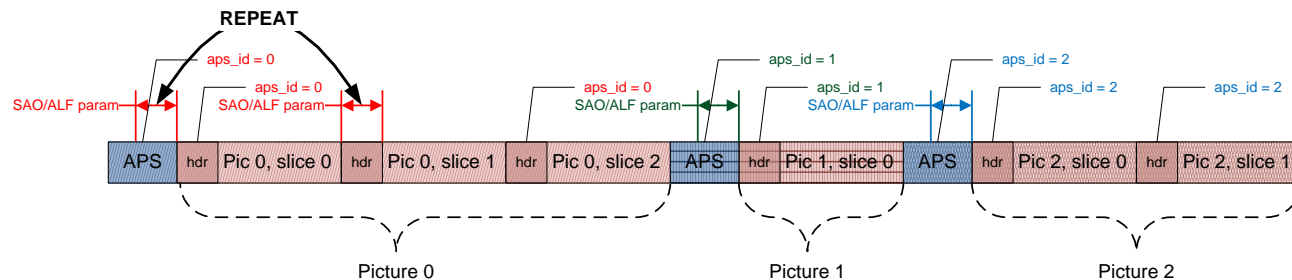 REPEAT
aps_id = 0
aps_id = 1
aps_id = 2
aps_id = 0
aps_id = 0
aps_id = 1
aps_id = 2
aps_id = 2
SAO/ALF param
SAO/ALF param
SAO/ALF param
SAO/ALF param
APS
hdr
Pic 0, slice 0
hdr
Pic 0, slice 1
hdr
Pic 0, slice 2
APS
hdr
Pic 1, slice 0
APS
hdr
Pic 2, slice 0
hdr
Pic 2, slice 1
Picture 0
Picture 1
Picture 2